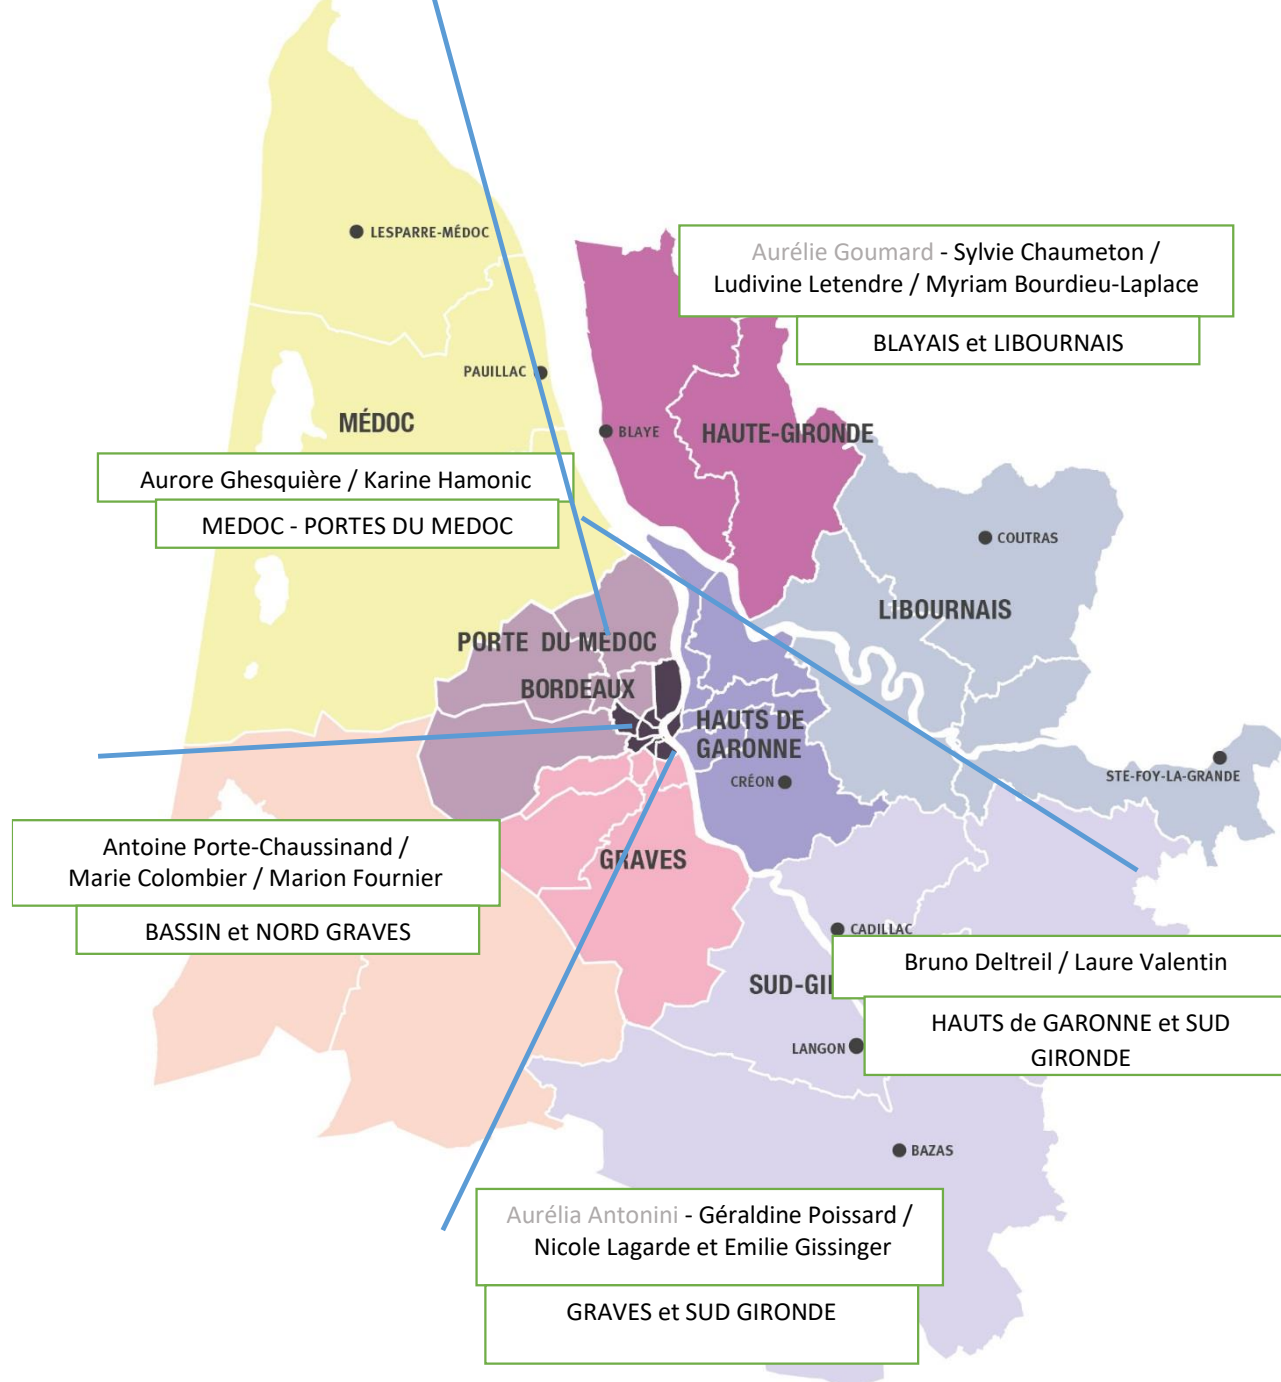 LESPARRE-MÉDOC
Aurélie Goumard - Sylvie Chaumeton /
Ludivine Letendre / Myriam Bourdieu-Laplace
BLAYAIS et LIBOURNAIS
PAUILLAC
MÉDOC
BLAYE
HAUTE-GIRONDE
Aurore Ghesquière / Karine Hamonic
MEDOC - PORTES DU MEDOC
COUTRAS
LIBOURNAIS
PORTE DU MÉDOC
BORDEAUX
HAUTS DE
GARONNE
CRÉON
STE-FOY-LA-GRANDE
Antoine Porte-Chaussinand /
Marie Colombier / Marion Fournier
BASSIN et NORD GRAVES
GRAVES
CADILLAC
Bruno Deltreil / Laure Valentin
SUD-GI
HAUTS de GARONNE et SUD
GIRONDE
LANGON
BAZAS
Aurélia Antonini - Géraldine Poissard /
Nicole Lagarde et Emilie Gissinger
GRAVES et SUD GIRONDE